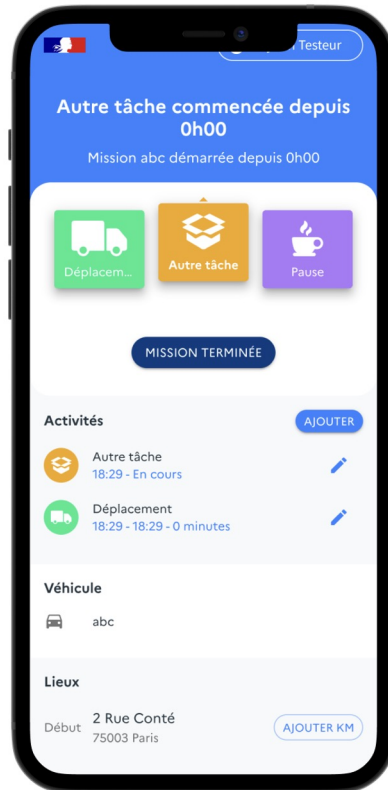 Testeur
Autre tâche commencée depuis
0h00
Mission abc démarrée depuis 0h00
Déplacem...
Autre tâche
Pause
MISSION TERMINÉE
Activités
AJOUTER
Autre tâche
18:29 - En cours
Déplacement
18:29 - 18:29 - 0 minutes
Véhicule
abc
Lieux
Début
2 Rue Conté
75003 Paris
AJOUTER KM